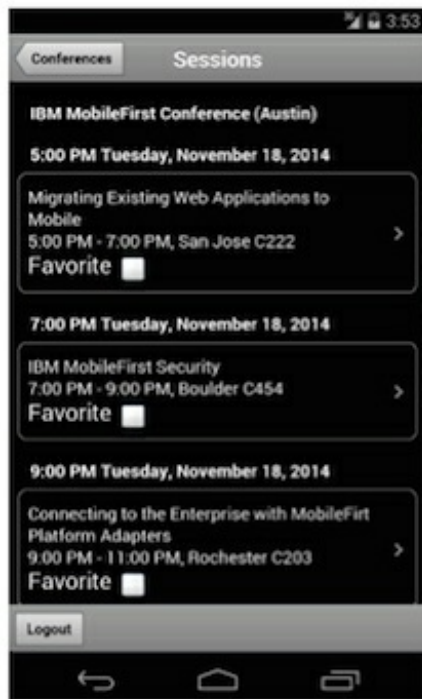 3:53
Conferences
Sessions
IBM MobileFirst Conference (Austin)
5:00 PM Tuesday, November 18, 2014
Migrating Existing Web Applications to
Mobile
5:00 PM - 7:00 PM, San Jose C222
Favorite
7:00 PM Tuesday, November 18, 2014
IBM MobileFirst Security
7:00 PM - 9:00 PM, Boulder C454
Favorite
9:00 PM Tuesday, November 18, 2014
Connecting to the Enterprise with MobileFirt
Platform Adapters
9:00 PM - 11:00 PM, Rochester C203
Favorite
Logout